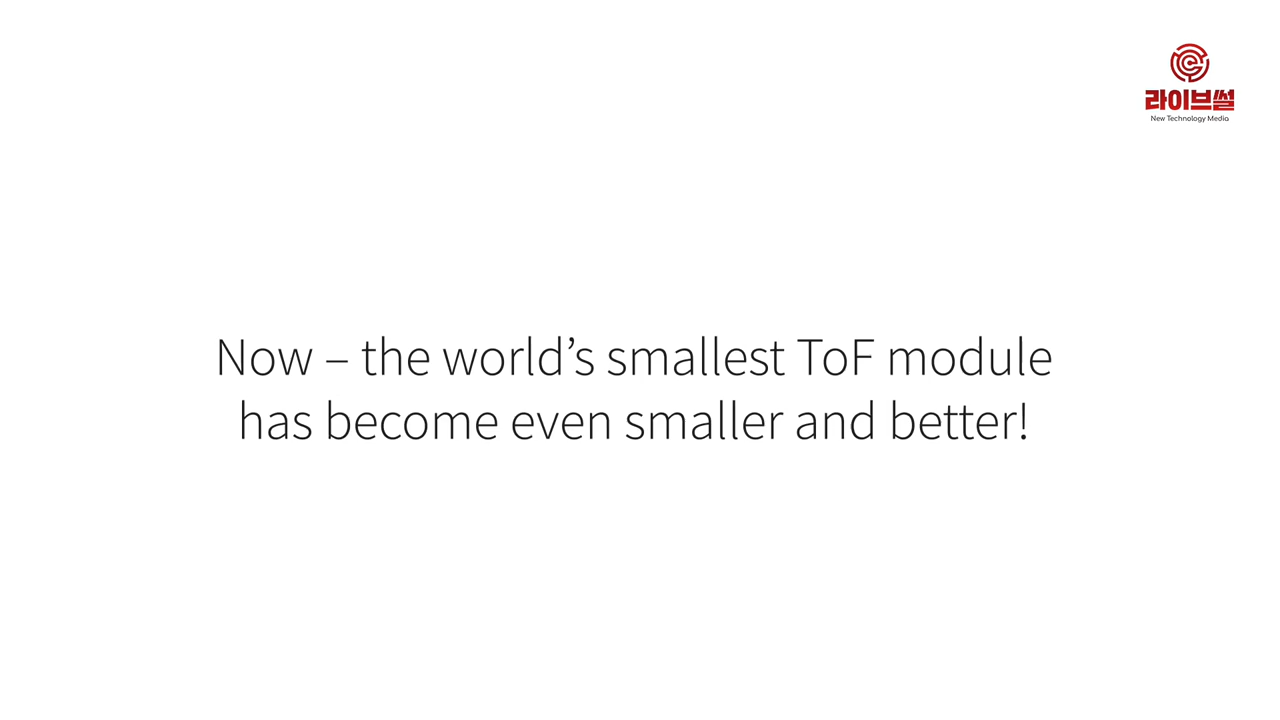 라이브썰
New Technology Media
Now – the world’s smallest ToF module
has become even smaller and better!